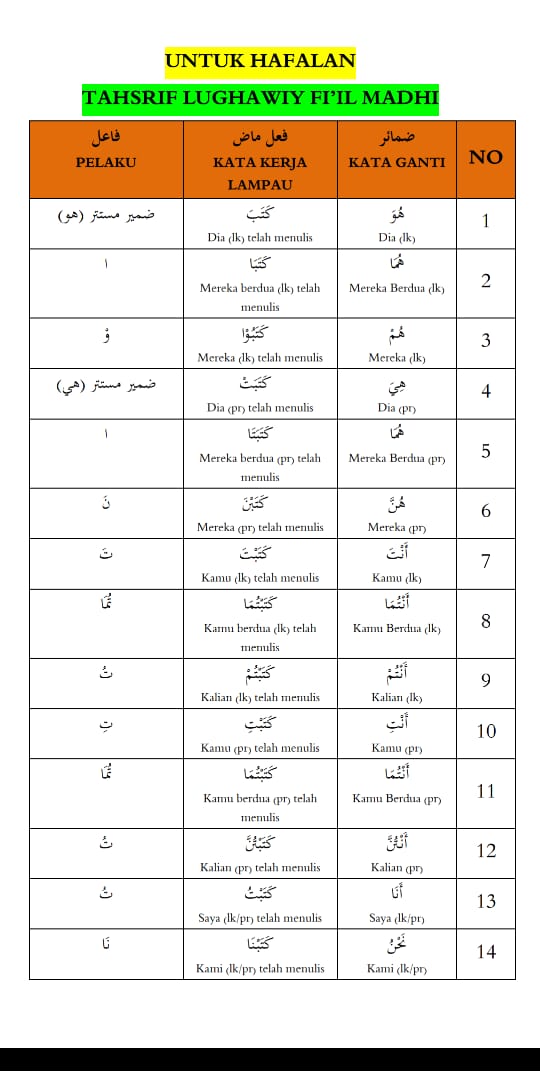 UNTUK HAFALAN
TAHSRIF LUGHAWIY FI’IL MADHI
فاعل
PELAKU
فعل ماض
KATA KERJA
LAMPAU
ضمائر
KATA GANTI
NO
ضمير مستتر (هو)
كَتَبَ
Dia (lk) telah menulis
هُوَ
Dia (lk)
1
ا
كَتَبَا
Mereka berdua (lk) telah
menulis
هُمَا
Mereka Berdua (lk)
2
وْ
كَتَبُوْا
Mereka (lk) telah menulis
هُمْ
Mereka (lk)
3
ضمير مستتر (هي)
كَتَبَتْ
Dia (pr) telah menulis
هِيَ
Dia (pr)
4
ا
كَتَبَتَا
Mereka berdua (pr) telah
menulis
هُمَا
Mereka Berdua (pr)
5
نَ
كَتَبْنَ
Mereka (pr) telah menulis
هُنَّ
Mereka (pr)
6
تَ
كَتَبْتَ
Kamu (lk) telah menulis
أَنْتَ
Kamu (lk)
7
تُمَا
كَتَبْتُمَا
Kamu berdua (lk) telah
menulis
أَنْتُمَا
Kamu Berdua (lk)
8
تُ
كَتَبْتُمْ
Kalian (lk) telah menulis
أَنْتُمْ
Kalian (lk)
9
تِ
كَتَبْتِ
Kamu (pr) telah menulis
أَنْتِ
Kamu (pr)
10
تُمَا
كَتَبْتُمَا
Kamu berdua (pr) telah
menulis
أَنْتُمَا
Kamu Berdua (pr)
11
تُ
كَتَبْتُنَّ
Kalian (pr) telah menulis
أَنْتُنَّ
Kalian (pr)
12
تُ
كَتَبْتُ
Saya (lk/pr) telah menulis
أَنَا
Saya (lk/pr)
13
نَا
كَتَبْنَا
Kami (lk/pr) telah menulis
نَحْنُ
Kami (lk/pr)
14